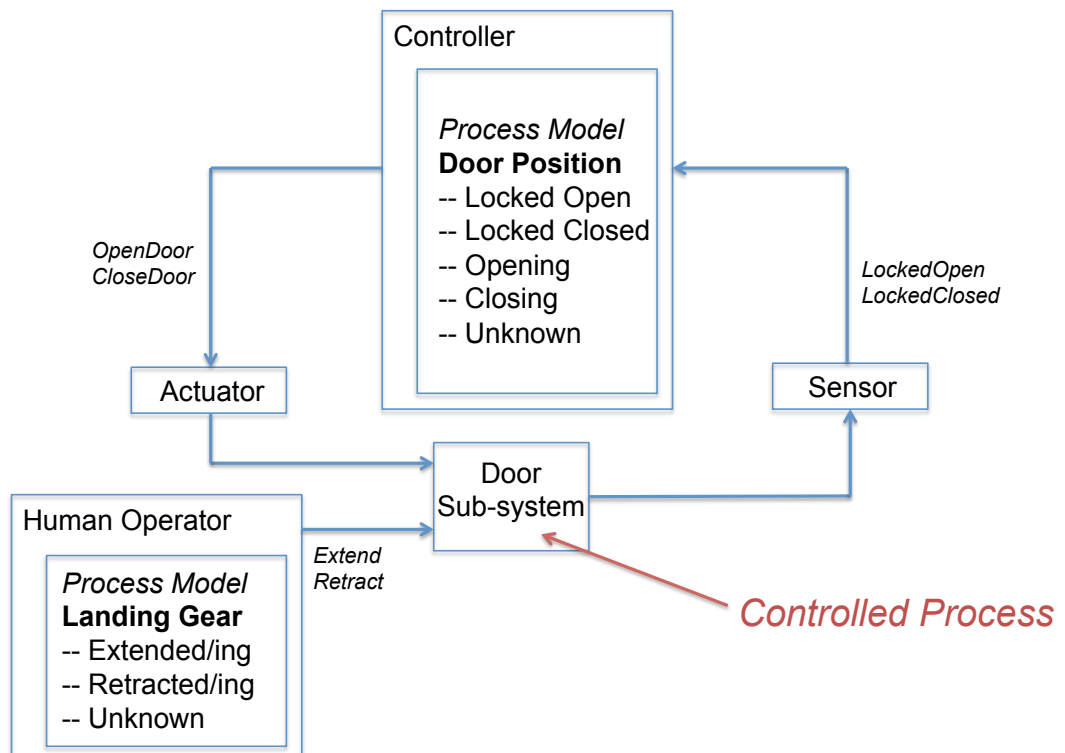 Controller
Process Model
Door Position
-- Locked Open
-- Locked Closed
-- Opening
-- Closing
-- Unknown
OpenDoor
CloseDoor
LockedOpen
LockedClosed
Actuator
Sensor
Door
Sub-system
Human Operator
Extend
Retract
Process Model
Landing Gear
-- Extended/ing
-- Retracted/ing
-- Unknown
Controlled Process